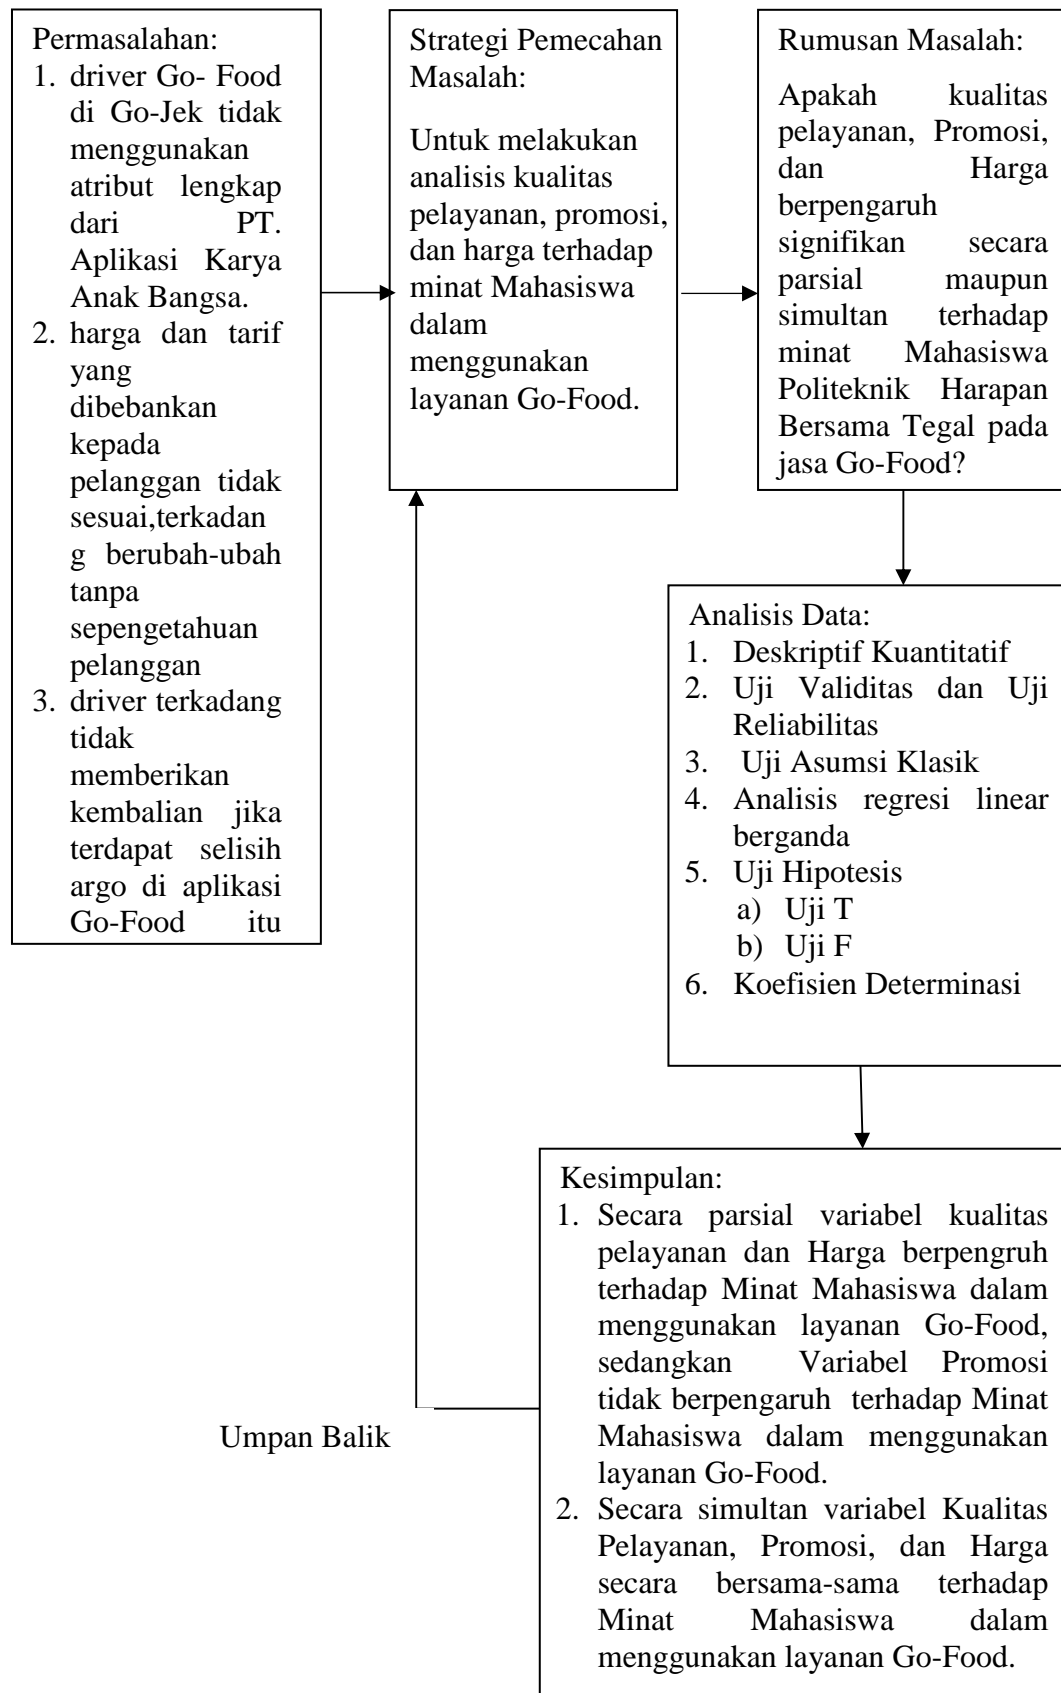 Permasalahan:
1. driver Go- Food
di Go-Jek tidak
menggunakan
atribut lengkap
dari PT.
Aplikasi Karya
Anak Bangsa.
2. harga dan tarif
yang
dibebankan
kepada
pelanggan tidak
sesuai,terkadan
g berubah-ubah
tanpa
sepengetahuan
pelanggan
3. driver terkadang
tidak
memberikan
kembalian jika
terdapat selisih
argo di aplikasi
Go-Food itu
Strategi Pemecahan
Masalah:
Untuk melakukan
analisis kualitas
pelayanan, promosi,
dan harga terhadap
minat Mahasiswa
dalam
menggunakan
layanan Go-Food.
Rumusan Masalah:
Apakah kualitas
pelayanan, Promosi,
dan Harga
berpengaruh
signifikan secara
parsial maupun
simultan terhadap
minat Mahasiswa
Politeknik Harapan
Bersama Tegal pada
jasa Go-Food?
Analisis Data:
1. Deskriptif Kuantitatif
2. Uji Validitas dan Uji
Reliabilitas
3. Uji Asumsi Klasik
4. Analisis regresi linear
berganda
5. Uji Hipotesis
a) Uji T
b) Uji F
6. Koefisien Determinasi
Kesimpulan:
1. Secara parsial variabel kualitas
pelayanan dan Harga berpengruh
terhadap Minat Mahasiswa dalam
menggunakan layanan Go-Food,
sedangkan Variabel Promosi
tidak berpengaruh terhadap Minat
Mahasiswa dalam menggunakan
layanan Go-Food.
2. Secara simultan variabel Kualitas
Pelayanan, Promosi, dan Harga
secara bersama-sama terhadap
Minat Mahasiswa dalam
menggunakan layanan Go-Food.
Umpan Balik